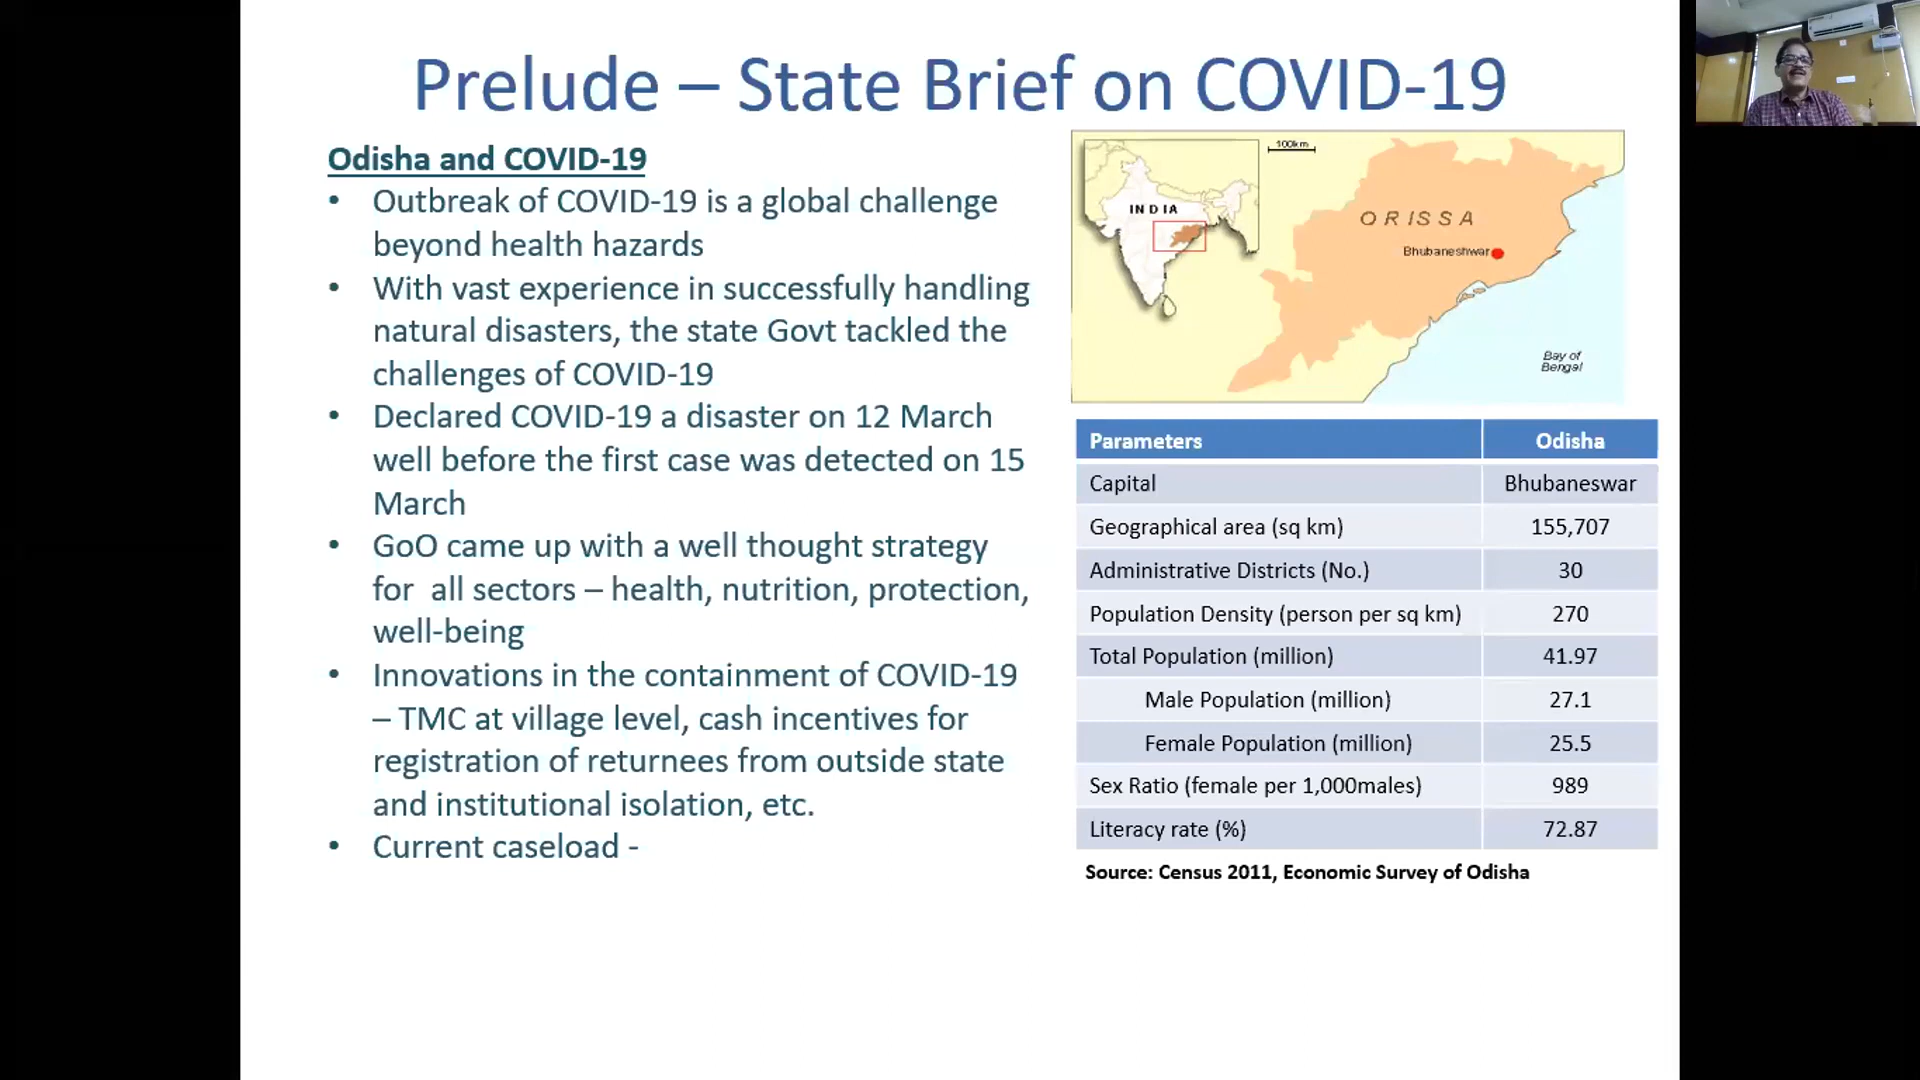 Prelude – State Brief on COVID-19
Odisha and COVID-19
• Outbreak of COVID-19 is a global challenge
beyond health hazards
• With vast experience in successfully handling
natural disasters, the state Govt tackled the
challenges of COVID-19
• Declared COVID-19 a disaster on 12 March
well before the first case was detected on 15
March
• GoO came up with a well thought strategy
for all sectors – health, nutrition, protection,
well-being
• Innovations in the containment of COVID-19
– TMC at village level, cash incentives for
registration of returnees from outside state
and institutional isolation, etc.
• Current caseload -
100km
INDIA
ORISSA
Bhubaneshwar
Bay of
Bengal
Parameters Odisha
Capital Bhubaneswar
Geographical area (sq km) 155,707
Administrative Districts (No.) 30
Population Density (person per sq km) 270
Total Population (million) 41.97
Male Population (million) 27.1
Female Population (million) 25.5
Sex Ratio (female per 1,000males) 989
Literacy rate (%) 72.87
Source: Census 2011, Economic Survey of Odisha